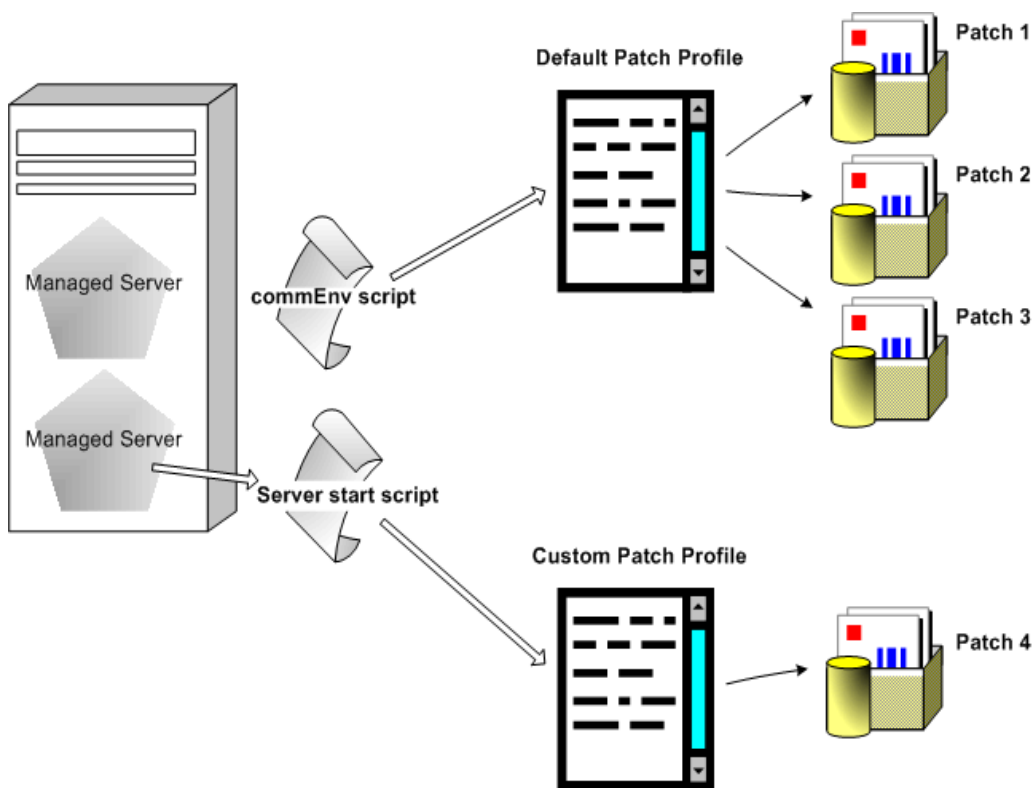 Default Patch Profile
Patch 1
Patch 2
Patch 3
Managed Server
commEnv script
Managed Server
Server start script
Custom Patch Profile
Patch 4